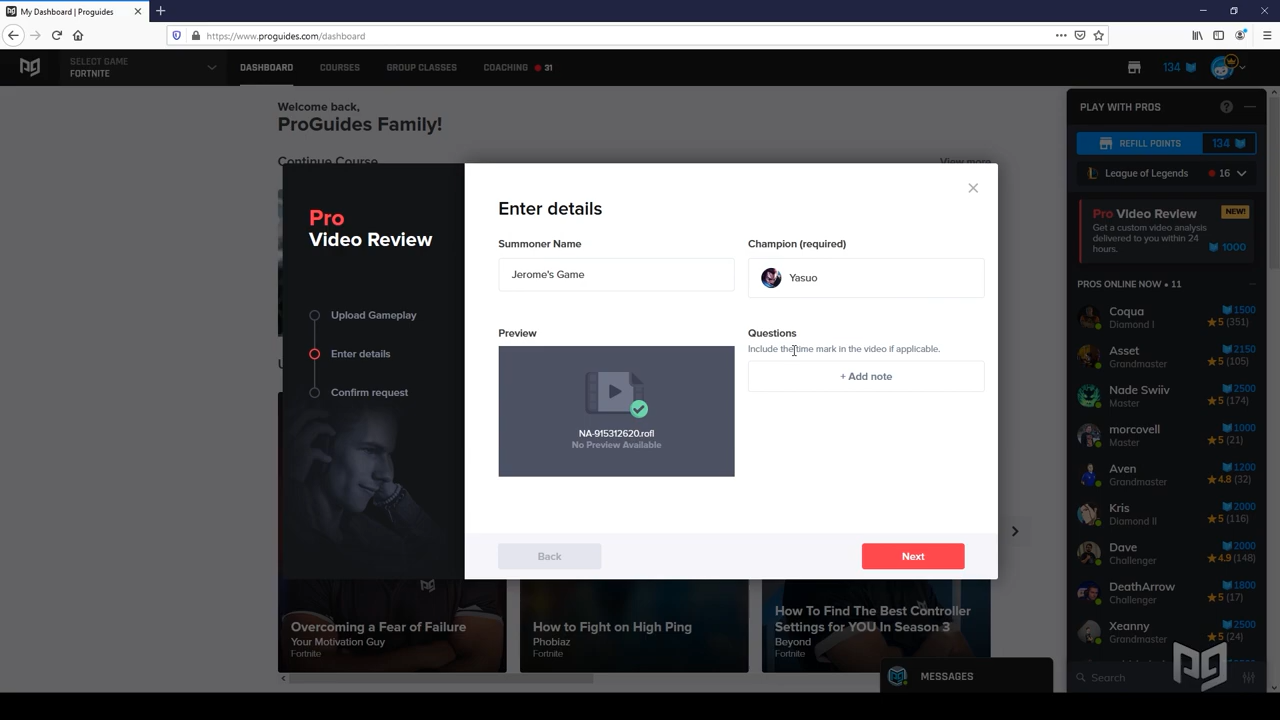 My Dashboard | Proguides
https://www.proguides.com/dashboard
SELECT GAME
FORTNITE
DASHBOARD
COURSES
GROUP CLASSES
COACHING 31
134
Welcome back,
ProGuides Family!
Continue Course
View more
Pro
Video Review
Upload Gameplay
Enter details
Confirm request
Enter details
Summoner Name
Jerome's Game
Champion (required)
Yasuo
Preview
NA-915312620.rofl
No Preview Available
Questions
Include the time mark in the video if applicable.
+ Add note
Back
Next
Overcoming a Fear of Failure
Your Motivation Guy
Fortnite
How to Fight on High Ping
Phobiaz
Fortnite
How To Find The Best Controller
Settings for YOU In Season 3
Beyond
Fortnite
PLAY WITH PROS
REFILL POINTS 134
League of Legends 16
Pro Video Review NEW!
Get a custom video analysis
delivered to you within 24
hours. 1000
PROS ONLINE NOW • 11
Coqua 1500
Diamond I 5 (351)
Asset 2150
Grandmaster 5 (105)
Nade Swiiv 2500
Master 5 (174)
morcovell 1000
Master 5 (21)
Aven 1200
Grandmaster 4.8 (32)
Kris 2000
Diamond II 5 (116)
Dave 2000
Challenger 4.9 (148)
DeathArrow 1800
Challenger 5 (17)
Xeanny 2500
Grandmaster 5 (24)
MESSAGES
Search